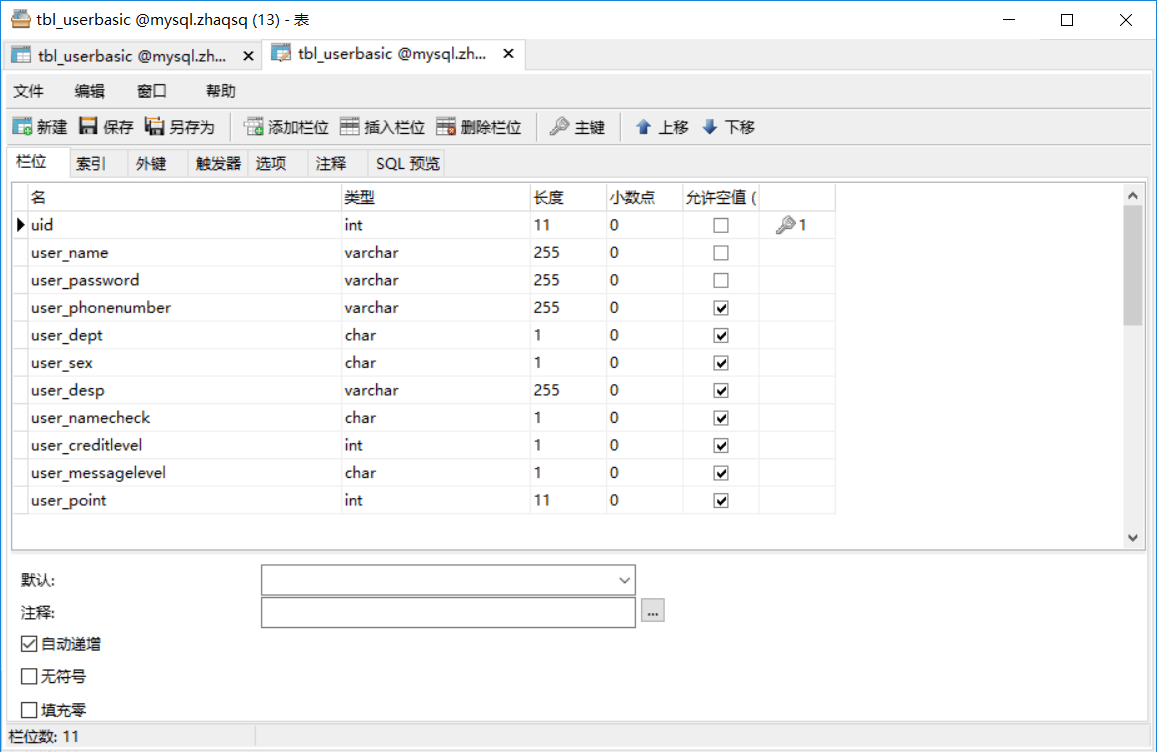 tbl_userbasic @mysql.zhaqsq (13) - 表
tbl_userbasic @mysql.zh... tbl_userbasic @mysql.zh...
文件 编辑 窗口 帮助
新建 保存 另存为 添加栏位 插入栏位 删除栏位 主键 上移 下移
栏位 索引 外键 触发器 选项 注释 SQL 预览
名 类型 长度 小数点 允许空值 (
uid int 11 0 1
user_name varchar 255 0
user_password varchar 255 0
user_phonenumber varchar 255 0
user_dept char 1 0
user_sex char 1 0
user_desp varchar 255 0
user_namecheck char 1 0
user_creditlevel int 1 0
user_messagelevel char 1 0
user_point int 11 0
默认:
注释: ...
自动递增
无符号
填充零
栏位数: 11